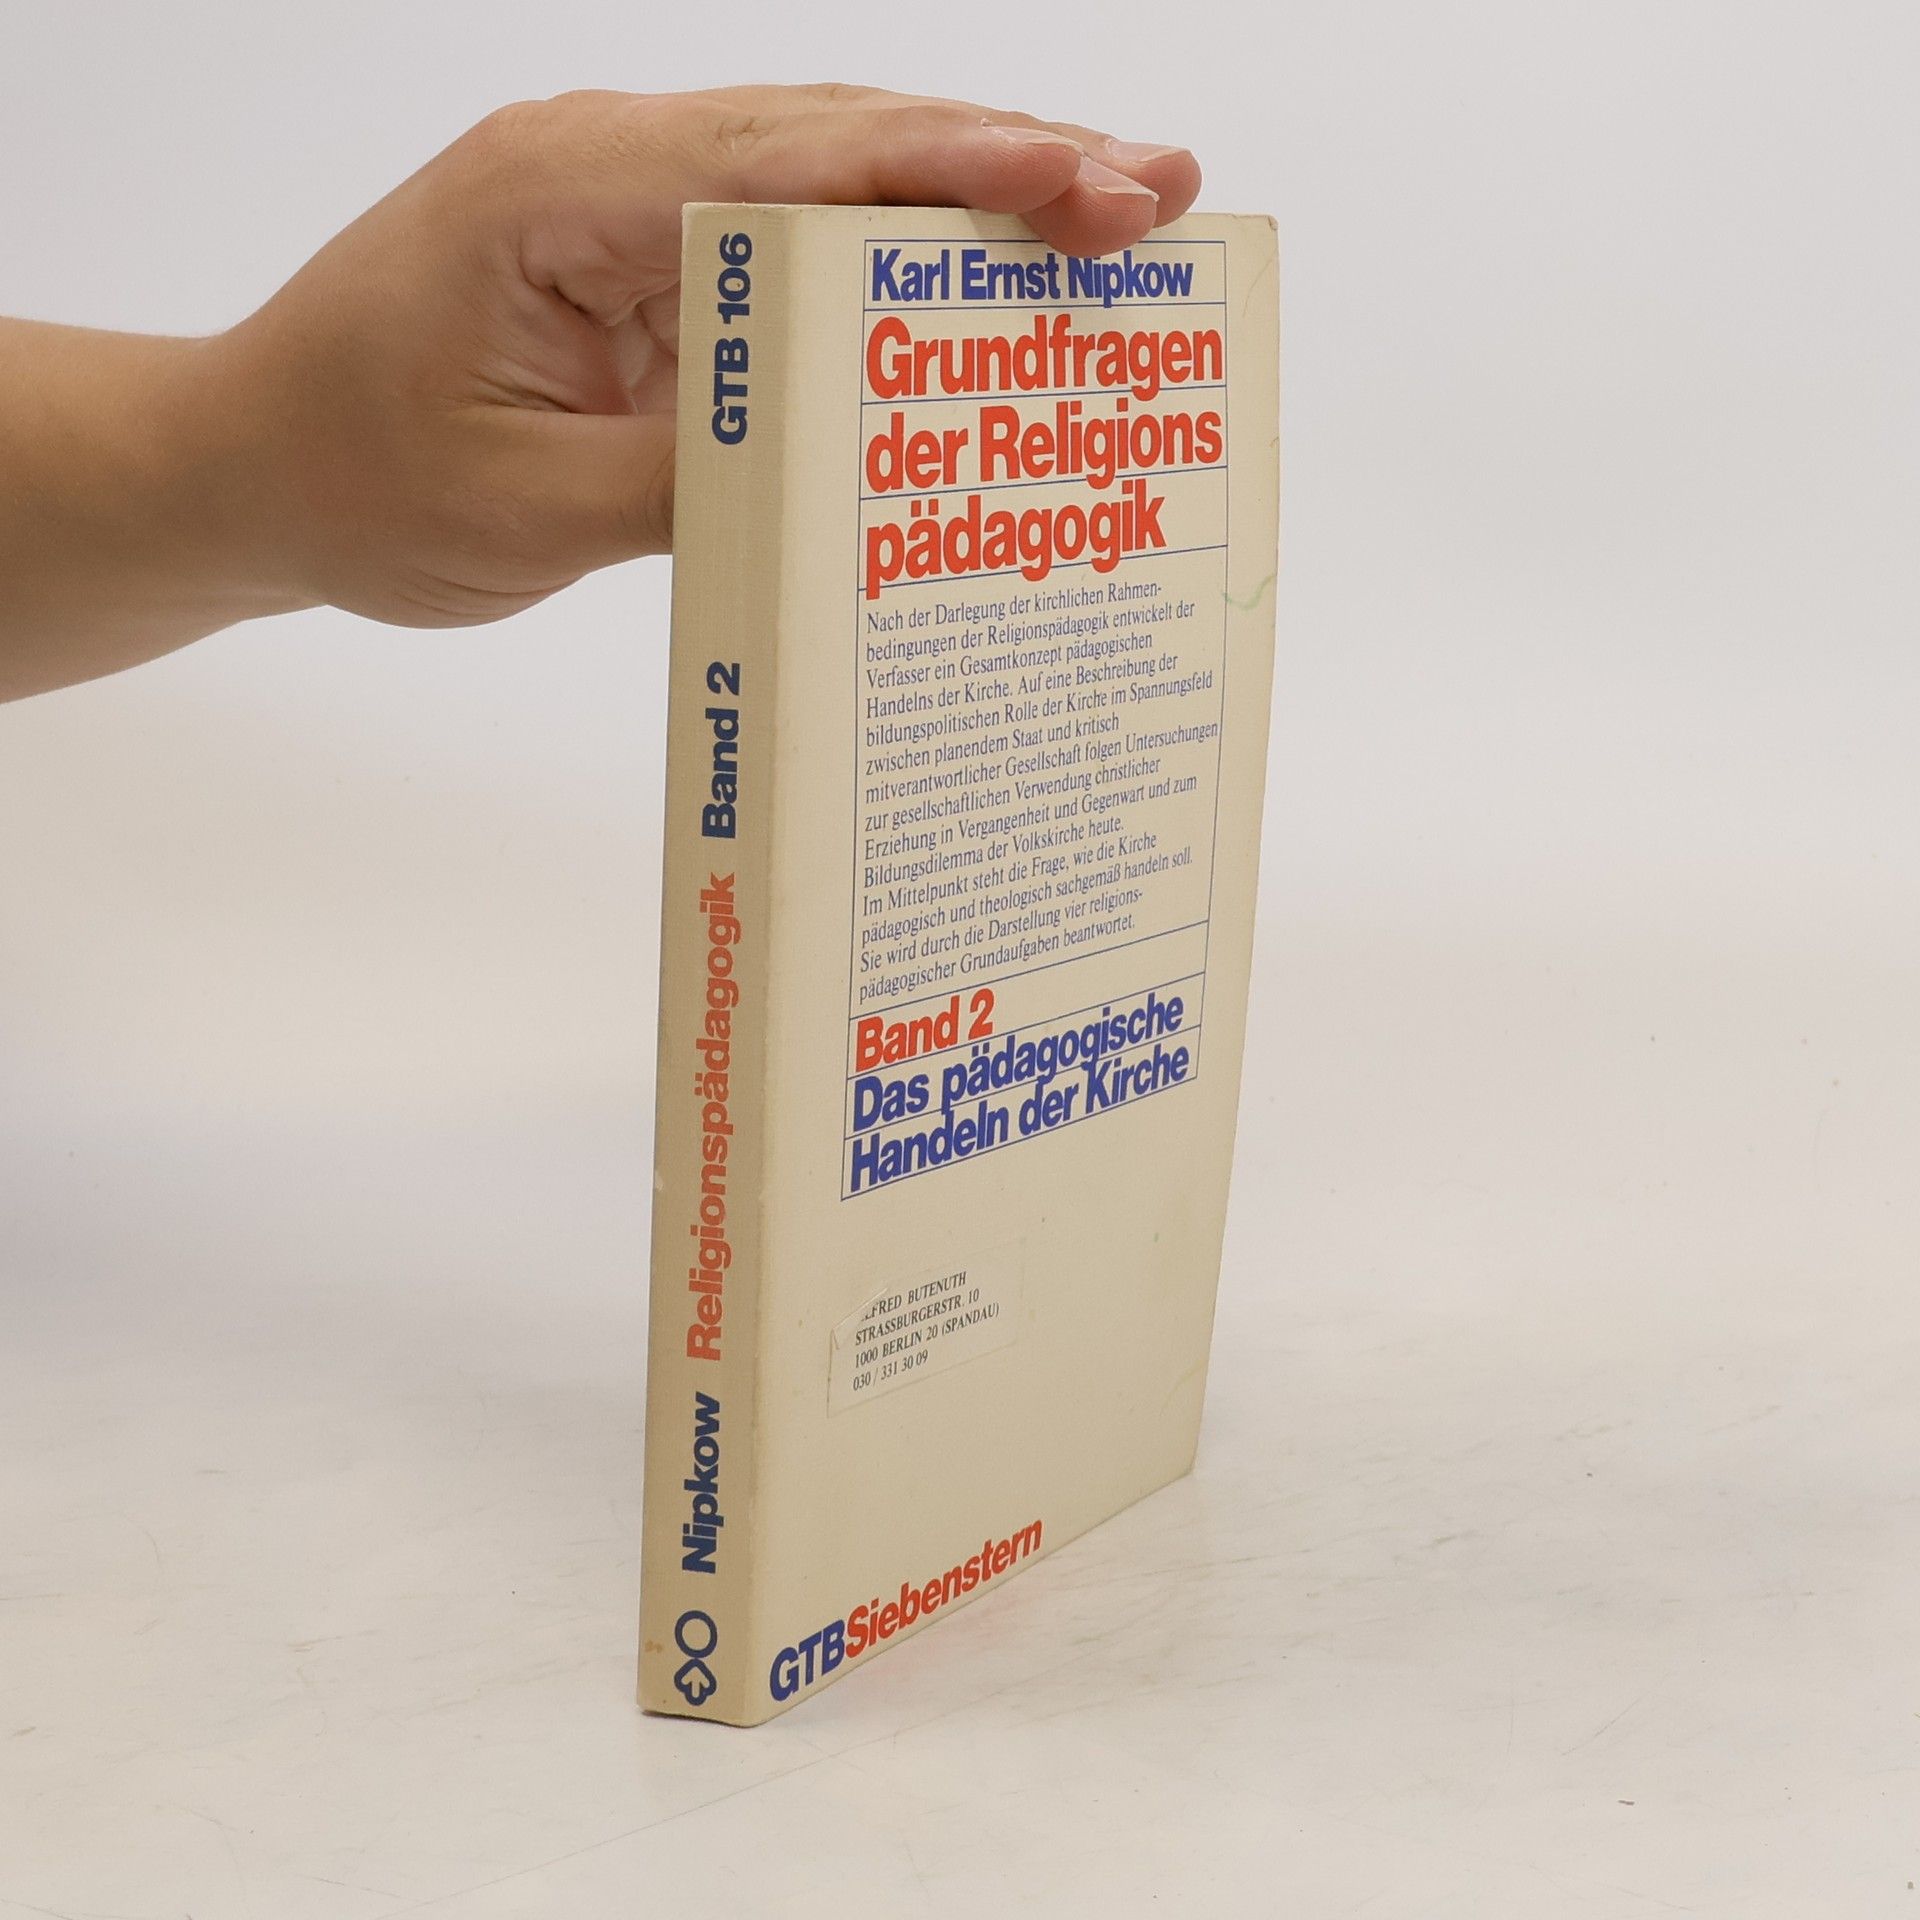 GTB 106
Band 2
Religionspädagogik
Nipkow
Karl Ernst Nipkow
Grundfragen
der Religions
pädagogik
Nach der Darlegung der kirchlichen Rahmen-
bedingungen der Religionspädagogik entwickelt der
Verfasser ein Gesamtkonzept pädagogischen
Handelns der Kirche. Auf eine Beschreibung der
bildungspolitischen Rolle der Kirche im Spannungsfeld
zwischen planendem Staat und kritisch
mitverantwortlicher Gesellschaft folgen Untersuchungen
zur gesellschaftlichen Verwendung christlicher
Erziehung in Vergangenheit und Gegenwart und zum
Bildungsdilemma der Volkskirche heute.
Im Mittelpunkt steht die Frage, wie die Kirche
pädagogisch und theologisch sachgemäß handeln soll.
Sie wird durch die Darstellung vier religions-
pädagogischer Grundaufgaben beantwortet.
Band 2
Das pädagogische
Handeln der Kirche
BUTENUTH
STRASSBURGERSTR. 10
1000 BERLIN 20 (SPANDAU)
030 / 331 30 09
GTBSiebenstern